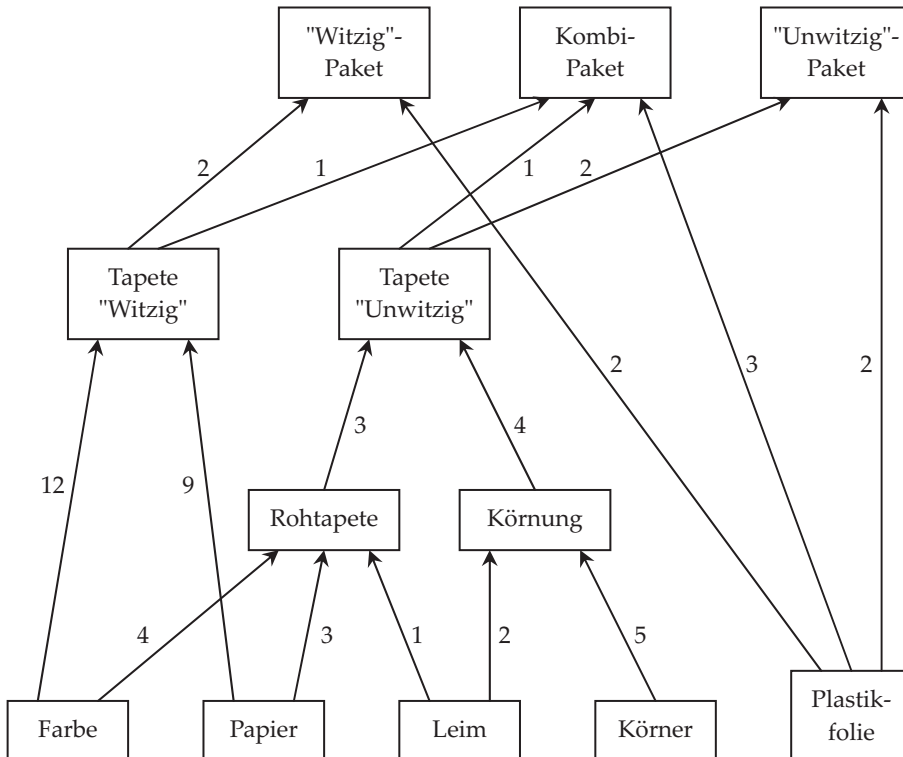 "Witzig"-
Paket
Kombi-
Paket
"Unwitzig"-
Paket
2
1
1
2
Tapete
"Witzig"
Tapete
"Unwitzig"
2
3
2
3
4
12
9
Rohtapete
Körnung
4
3
1
2
5
Farbe
Papier
Leim
Körner
Plastik-
folie